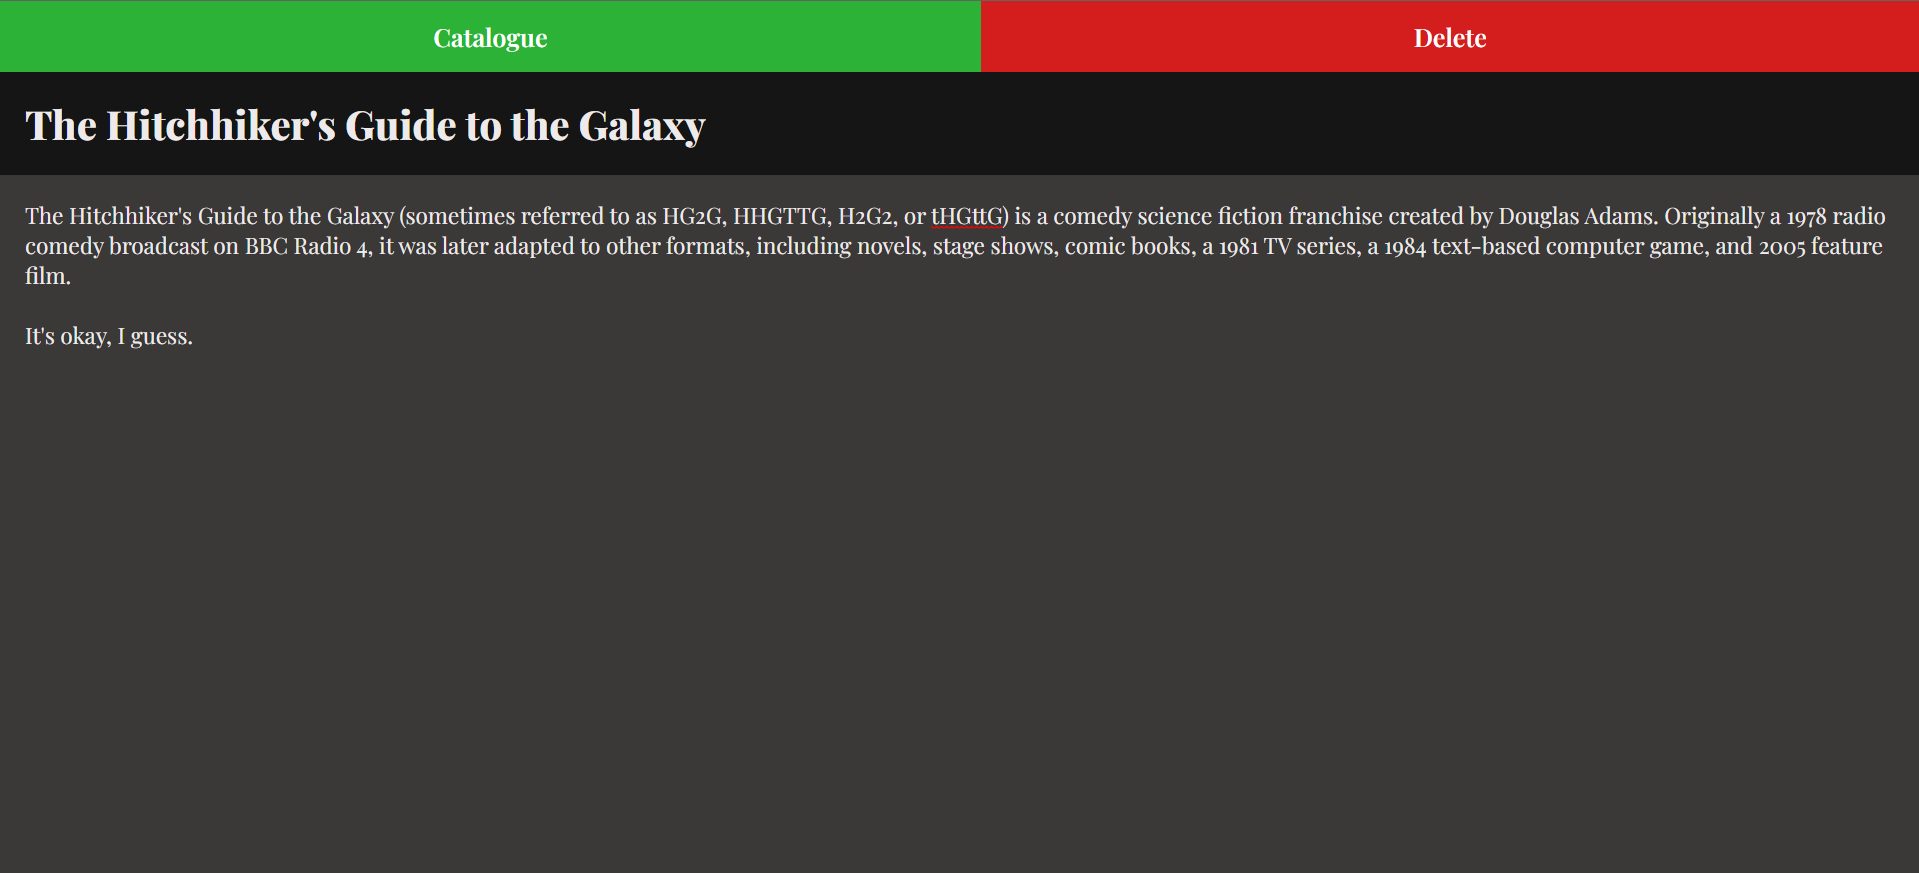 Catalogue
Delete
The Hitchhiker's Guide to the Galaxy
The Hitchhiker's Guide to the Galaxy (sometimes referred to as HG2G, HHGTTG, H2G2, or tHGttG) is a comedy science fiction franchise created by Douglas Adams. Originally a 1978 radio
comedy broadcast on BBC Radio 4, it was later adapted to other formats, including novels, stage shows, comic books, a 1981 TV series, a 1984 text-based computer game, and 2005 feature
film.
It's okay, I guess.